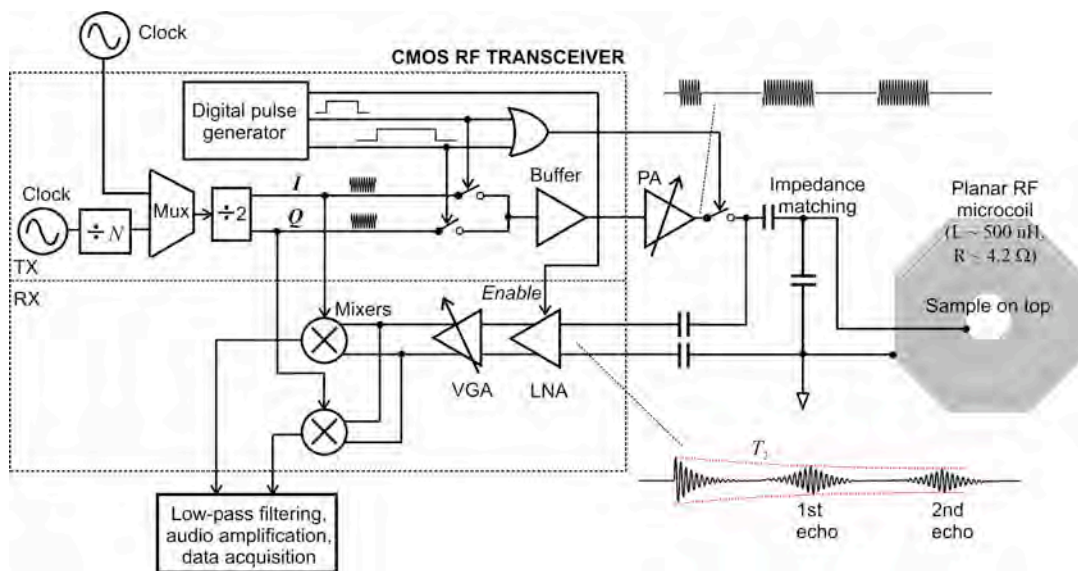 Clock
CMOS RF TRANSCEIVER
Digital pulse
generator
Clock
÷ N
Mux
÷2
I
Q
Buffer
PA
Impedance
matching
Planar RF
microcoil
(L ~ 500 nH,
R ~ 4.2 Ω)
Sample on top
TX
RX
Enable
Mixers
VGA
LNA
T₂
1st
echo
2nd
echo
Low-pass filtering,
audio amplification,
data acquisition